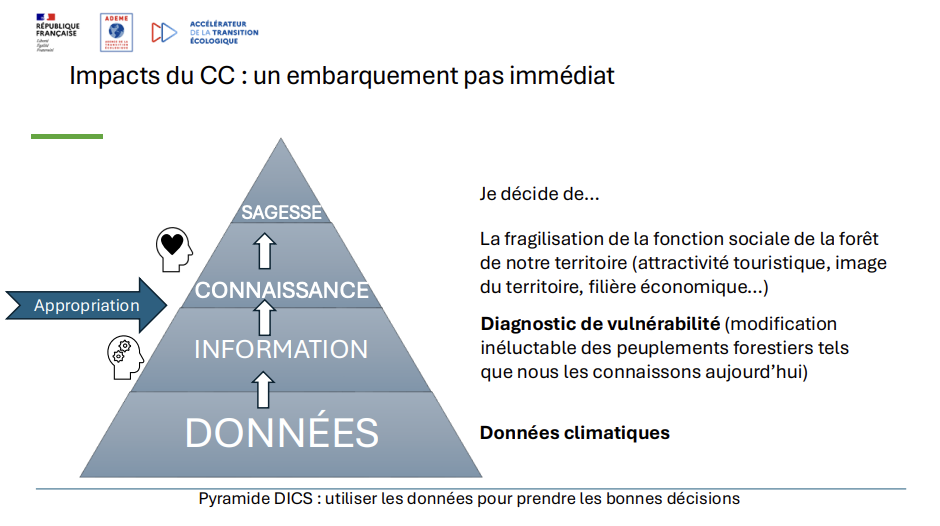 RÉPUBLIQUE
FRANÇAISE
Liberté
Égalité
Fraternité
ADEME
ACCÉLÉRATEUR
DE LA TRANSITION
ÉCOLOGIQUE
Impacts du CC : un embarquement pas immédiat
SAGESSE
Je décide de...
CONNAISSANCE
La fragilisation de la fonction sociale de la forêt
de notre territoire (attractivité touristique, image
du territoire, filière économique...)
Appropriation
INFORMATION
Diagnostic de vulnérabilité (modification
inéluctable des peuplements forestiers tels
que nous les connaissons aujourd'hui)
DONNÉES
Données climatiques
Pyramide DICS : utiliser les données pour prendre les bonnes décisions